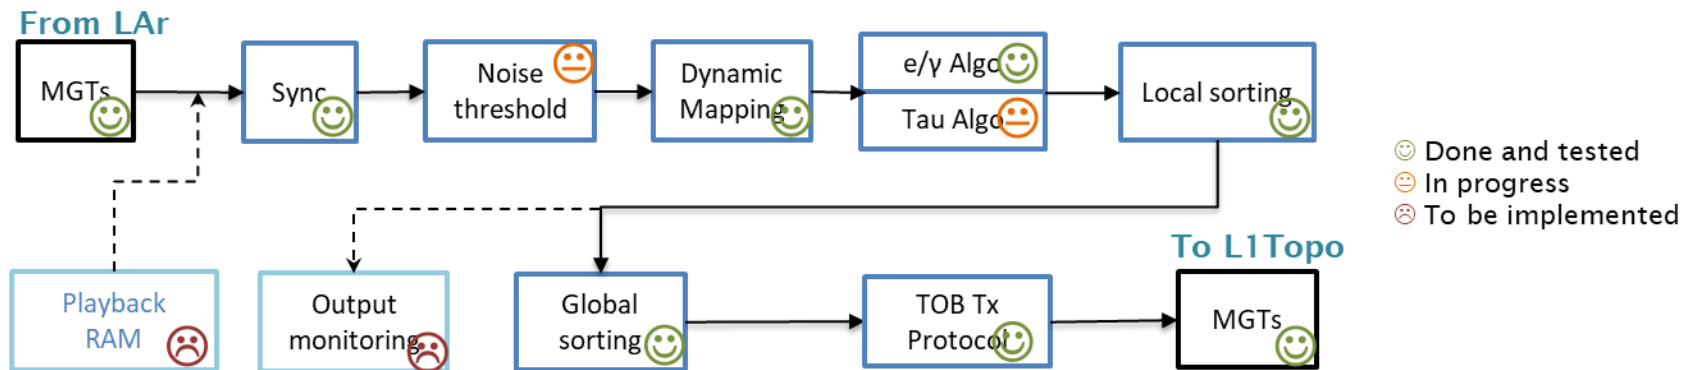 From LAr
MGTs
Sync
Noise
threshold
Dynamic
Mapping
e/γ Algo
Tau Algo
Local sorting
Done and tested
In progress
To be implemented
To L1Topo
Playback
RAM
Output
monitoring
Global
sorting
TOB Tx
Protocol
MGTs